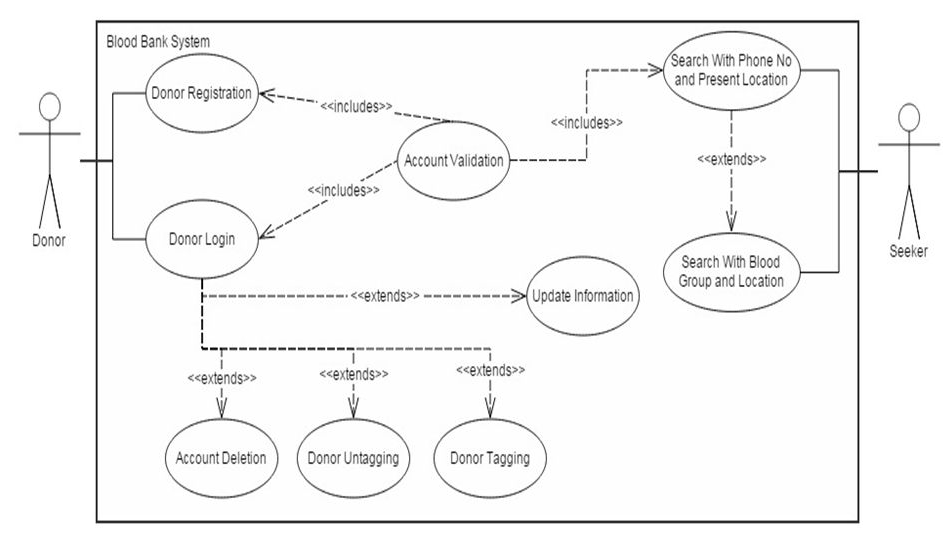 Blood Bank System
Donor Registration
<<includes>>
Account Validation
<<includes>>
Search With Phone No
and Present Location
<<includes>>
Donor
Donor Login
<<extends>>
Search With Blood
Group and Location
Seeker
<<extends>>
Update Information
<<extends>>
<<extends>>
<<extends>>
Account Deletion
Donor Untagging
Donor Tagging